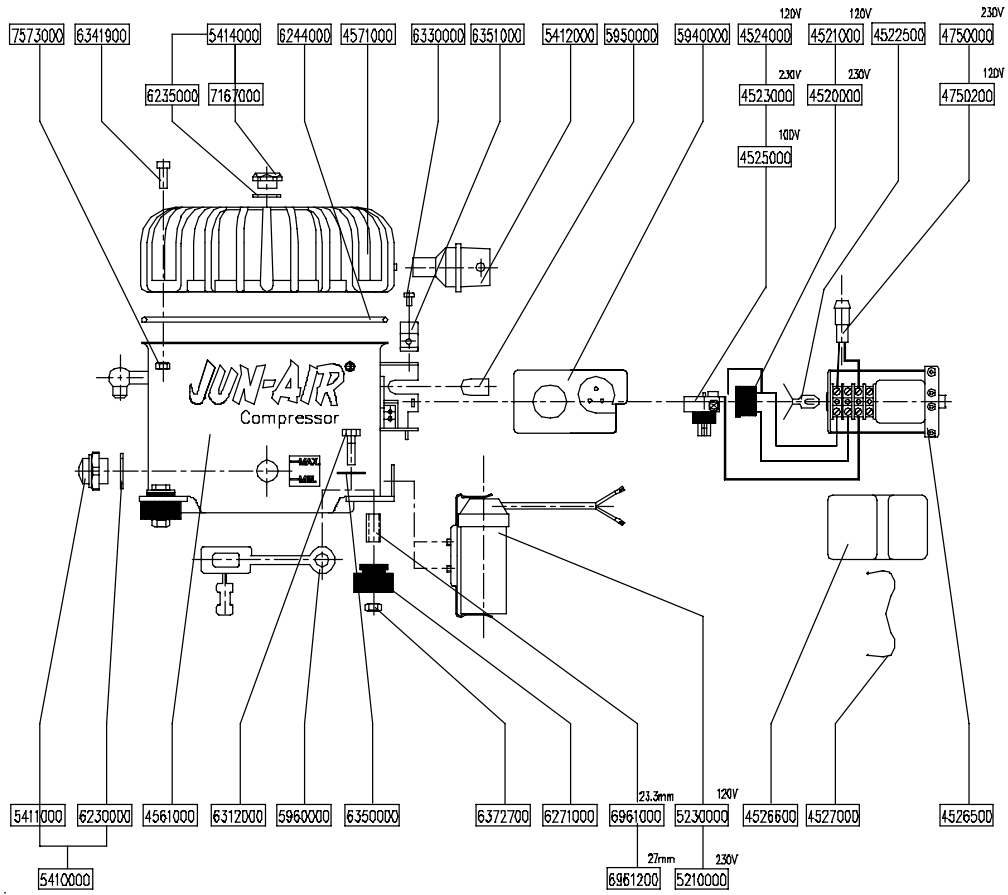 120V 120V 230V
7573000 6341900 5414000 6244000 4571000 6330000 6351000 5412000 5950000 5940000 4524000 4521000 4522500 4750000
230V 230V 120V
6235000 7167000 4523000 4520000 4750200
100V
4525000
JUN-AIR®
Compressor
MAX.
MIN.
23.3mm 120V
5411000 6230000 4561000 6312000 5960000 6350000 6372700 6271000 6961000 5230000 4526600 4527000 4526500
27mm 230V
5410000 6961200 5210000